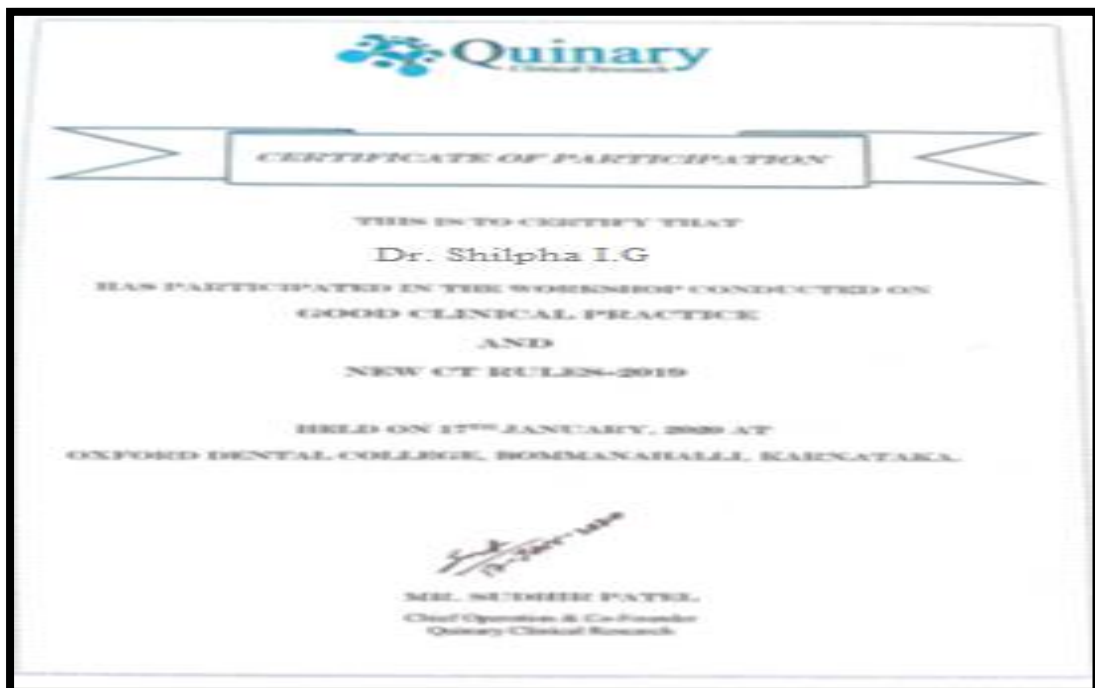 Quinary
Clinical Research
CERTIFICATE OF PARTICIPATION
THIS IS TO CERTIFY THAT
Dr. Shilpha I.G
HAS PARTICIPATED IN THE WORKSHOP CONDUCTED ON
GOOD CLINICAL PRACTICE
AND
NEW CT RULES-2019
HELD ON 17TH JANUARY, 2020 AT
OXFORD DENTAL COLLEGE, BOMMANAHALLI, KARNATAKA.
MR. SUDHIR PATEL
Chief Operation & Co-Founder
Quinary Clinical Research